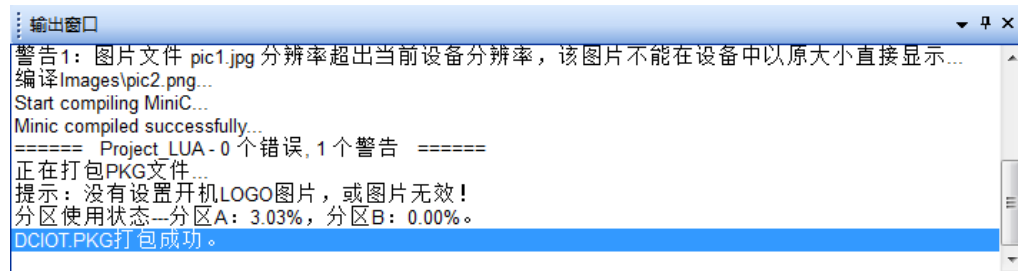 输出窗口
警告1：图片文件 pic1.jpg 分辨率超出当前设备分辨率，该图片不能在设备中以原大小直接显示...
编译Images\pic2.png...
Start compiling MiniC...
Minic compiled successfully...
====== Project_LUA - 0 个错误, 1 个警告 ======
正在打包PKG文件...
提示：没有设置开机LOGO图片，或图片无效！
分区使用状态---分区A：3.03%，分区B：0.00%。
DCIOT.PKG打包成功。